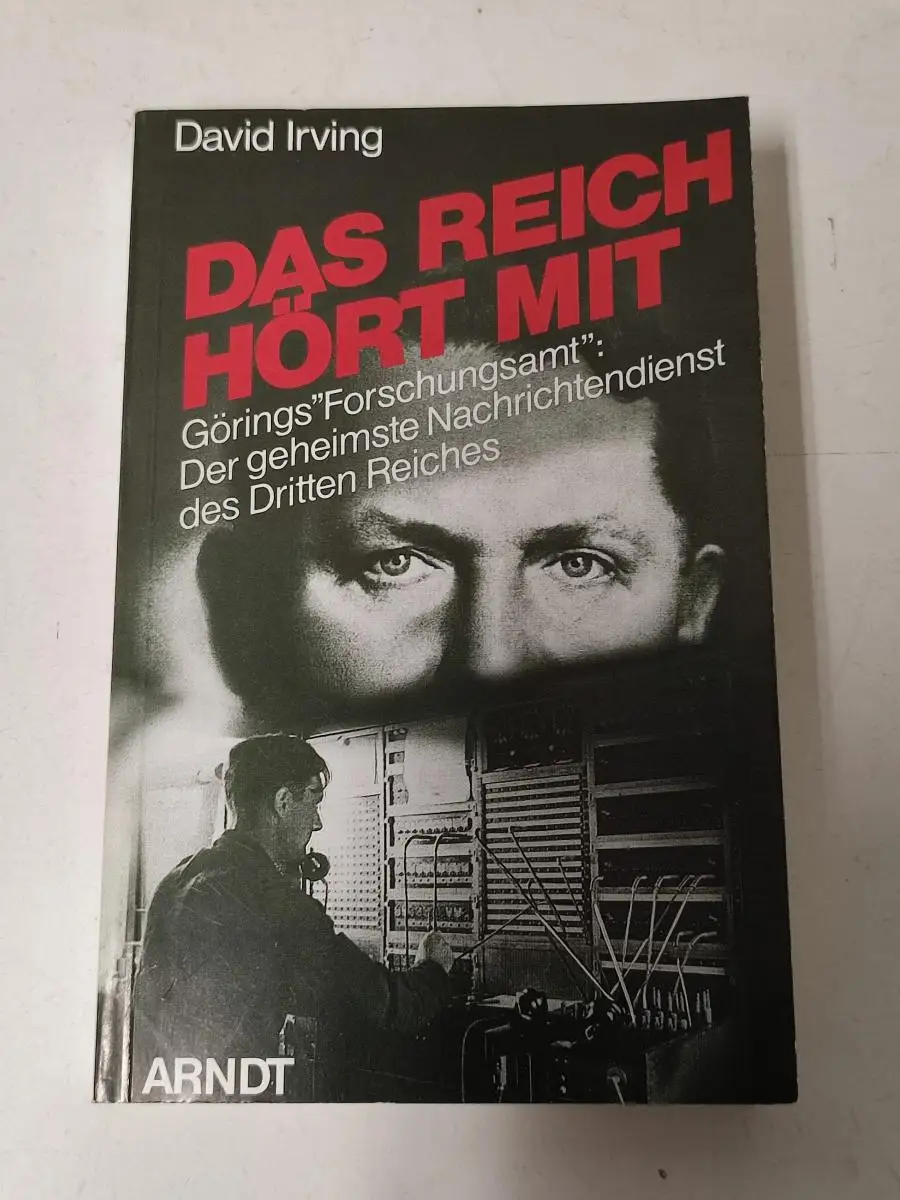 David Irving
DAS REICH
HÖRT MIT
Görings”Forschungsamt”:
Der geheimste Nachrichtendienst
des Dritten Reiches
ARNDT